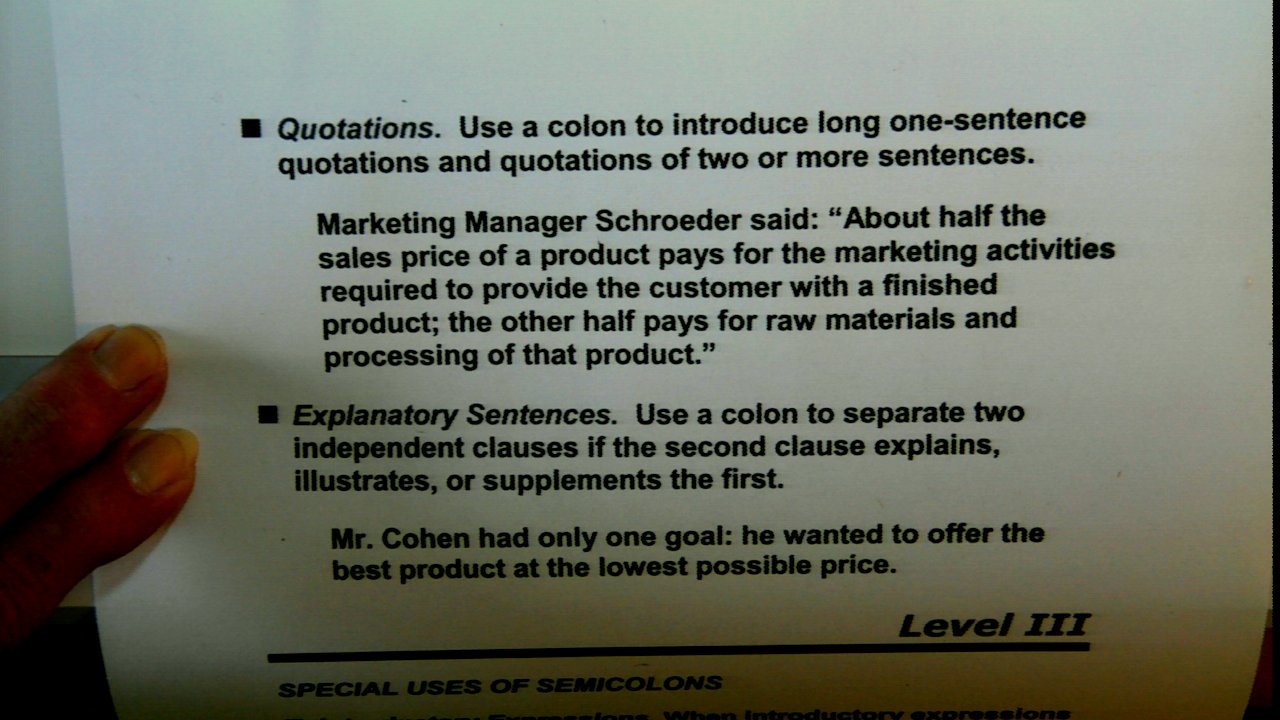 ■ Quotations. Use a colon to introduce long one-sentence
quotations and quotations of two or more sentences.
Marketing Manager Schroeder said: “About half the
sales price of a product pays for the marketing activities
required to provide the customer with a finished
product; the other half pays for raw materials and
processing of that product.”
■ Explanatory Sentences. Use a colon to separate two
independent clauses if the second clause explains,
illustrates, or supplements the first.
Mr. Cohen had only one goal: he wanted to offer the
best product at the lowest possible price.
Level III
SPECIAL USES OF SEMICOLONS
Expressions. When introductory expressions